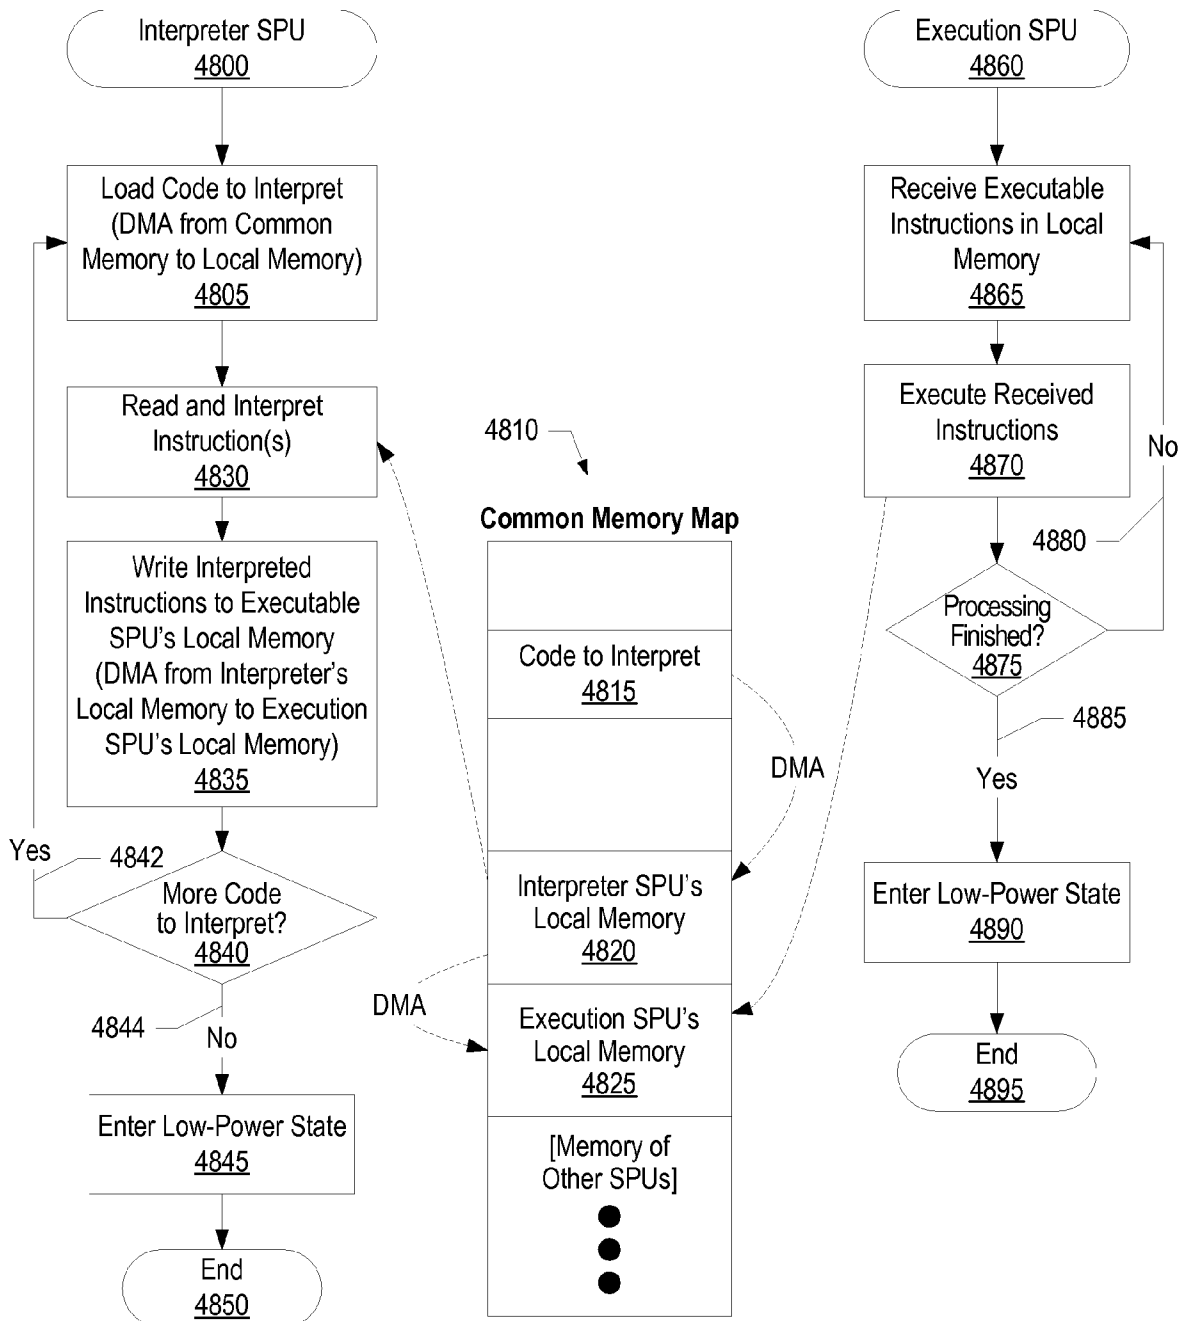 Interpreter SPU
4800
Load Code to Interpret
(DMA from Common
Memory to Local Memory)
4805
Read and Interpret
Instruction(s)
4830
Write Interpreted
Instructions to Executable
SPU's Local Memory
(DMA from Interpreter's
Local Memory to Execution
SPU's Local Memory)
4835
Yes
4842
More Code
to Interpret?
4840
4844
No
Enter Low-Power State
4845
End
4850
4810
Common Memory Map
Code to Interpret
4815
DMA
Interpreter SPU's
Local Memory
4820
DMA
Execution SPU's
Local Memory
4825
[Memory of
Other SPUs]
Execution SPU
4860
Receive Executable
Instructions in Local
Memory
4865
Execute Received
Instructions
4870
No
4880
Processing
Finished?
4875
4885
Yes
Enter Low-Power State
4890
End
4895